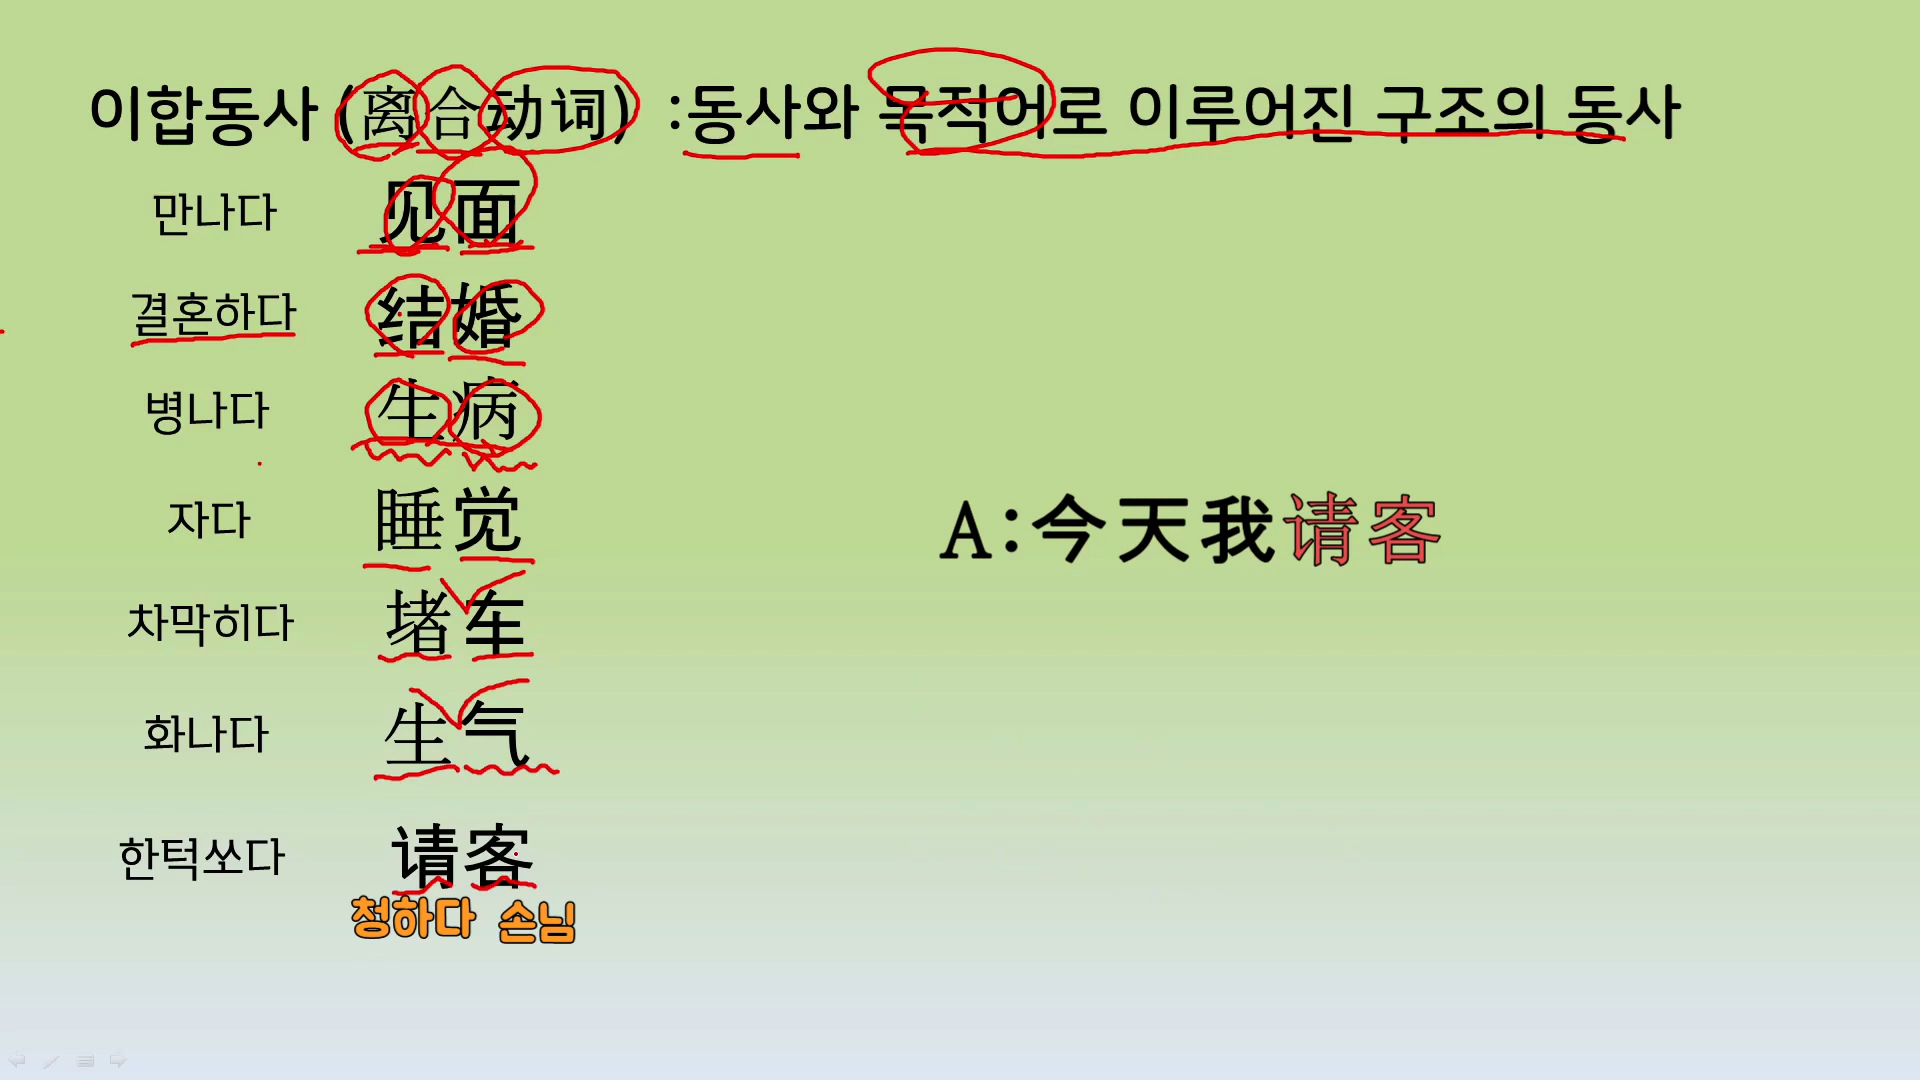 이합동사 (离合动词) :동사와 목적어로 이루어진 구조의 동사
만나다 见面
결혼하다 结婚
병나다 生病
자다 睡觉
A:今天我请客
차막히다 堵车
화나다 生气
한턱쏘다 请客
청하다 손님